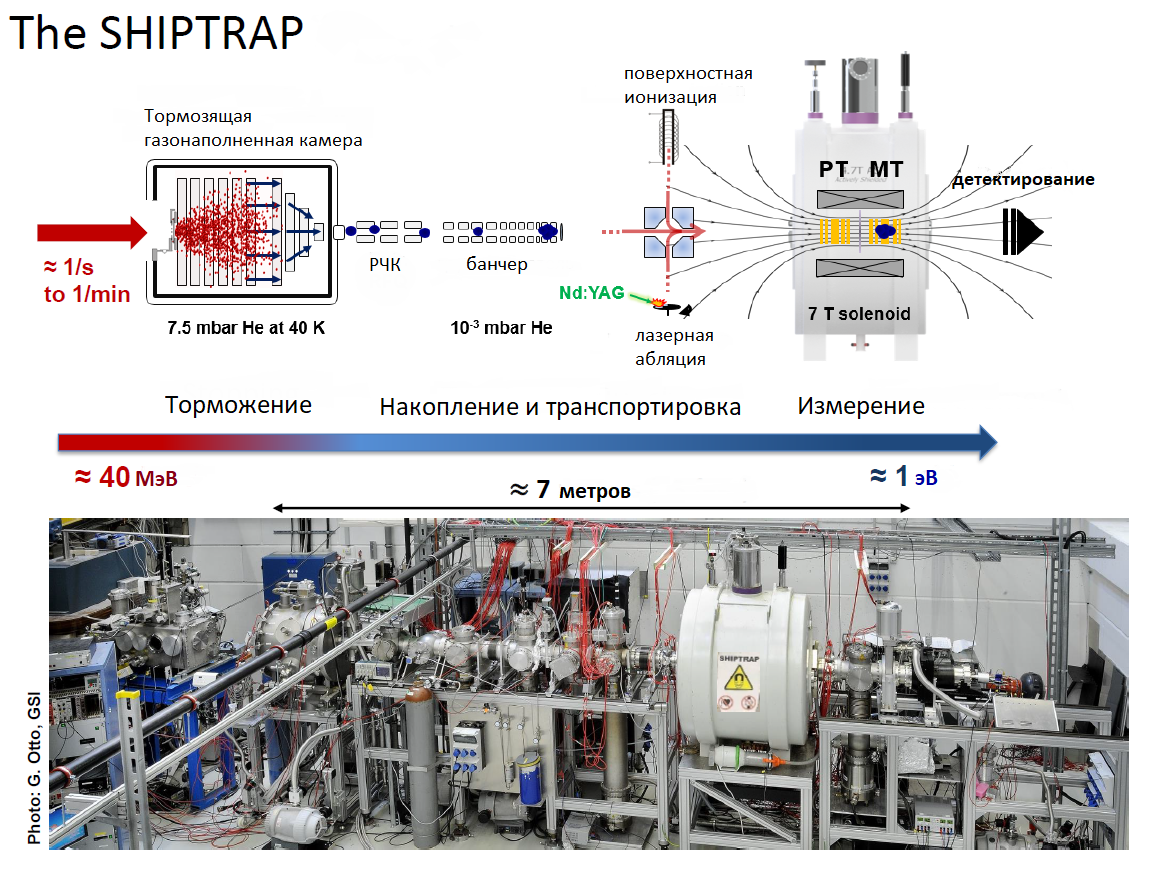 The SHIPTRAP
Тормозящая
газонаполненная камера
≈ 1/s
to 1/min
7.5 mbar He at 40 K
РЧК
банчер
10⁻³ mbar He
поверхностная
ионизация
Nd:YAG
лазерная
абляция
PT MT
7 T solenoid
детектирование
Торможение
Накопление и транспортировка
Измерение
≈ 40 МэВ
≈ 1 эВ
≈ 7 метров
SHIPTRAP
Photo: G. Otto, GSI